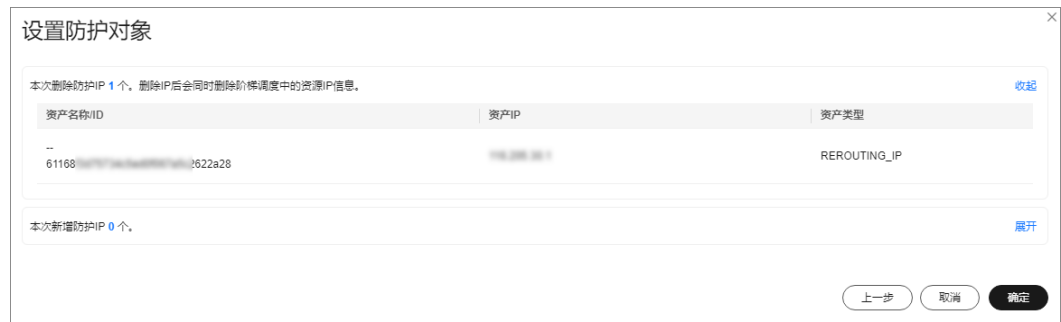 设置防护对象
本次删除防护IP 1 个。删除IP后会同时删除阶梯调度中的资源IP信息。 收起
资产名称/ID 资产IP 资产类型
--
61168 2622a28 REROUTING_IP
本次新增防护IP 0 个。 展开
上一步 取消 确定